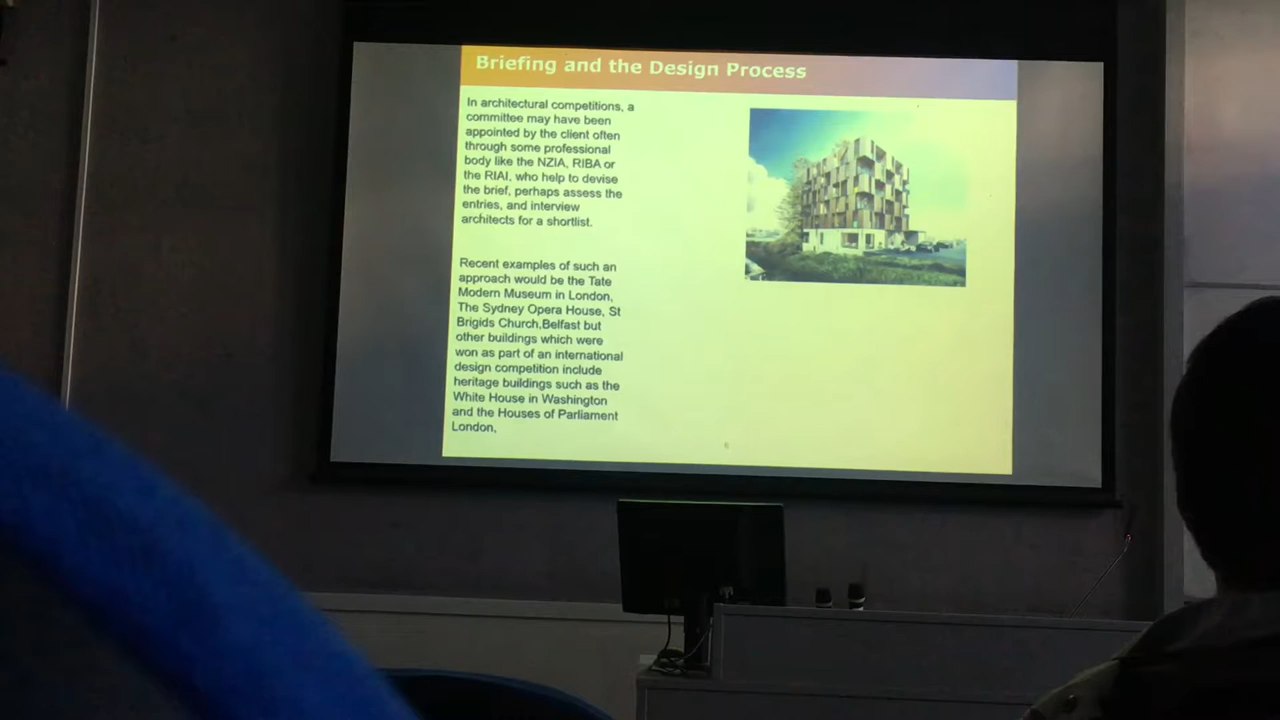 Briefing and the Design Process
In architectural competitions, a
committee may have been
appointed by the client often
through some professional
body like the NZIA, RIBA or
the RIAI, who help to devise
the brief, perhaps assess the
entries, and interview
architects for a shortlist.
Recent examples of such an
approach would be the Tate
Modern Museum in London,
The Sydney Opera House, St
Brigids Church,Belfast but
other buildings which were
won as part of an international
design competition include
heritage buildings such as the
White House in Washington
and the Houses of Parliament
London,